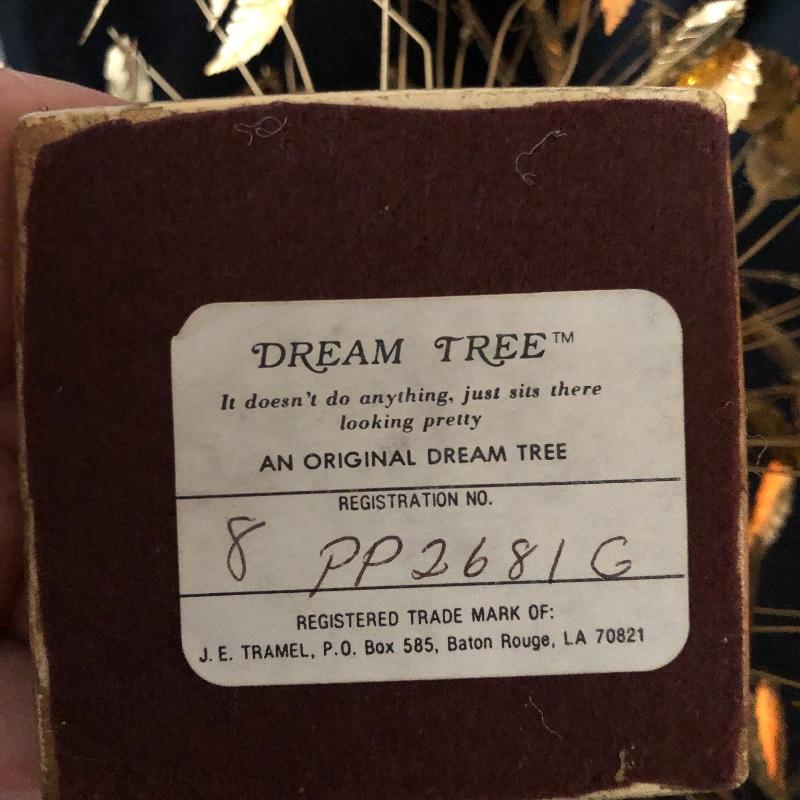 DREAM TREE™
It doesn't do anything, just sits there
looking pretty
AN ORIGINAL DREAM TREE
REGISTRATION NO.
8 PP2681G
REGISTERED TRADE MARK OF:
J. E. TRAMEL, P.O. Box 585, Baton Rouge, LA 70821